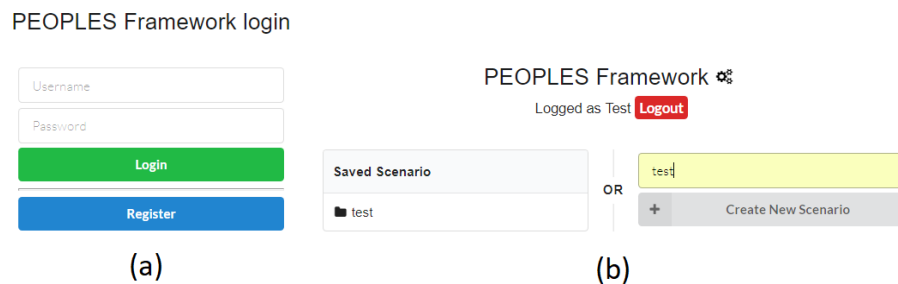 PEOPLES Framework login
Username
Password
Login
Register
(a)
PEOPLES Framework
Logged as Test Logout
Saved Scenario
test
OR
test
+ Create New Scenario
(b)